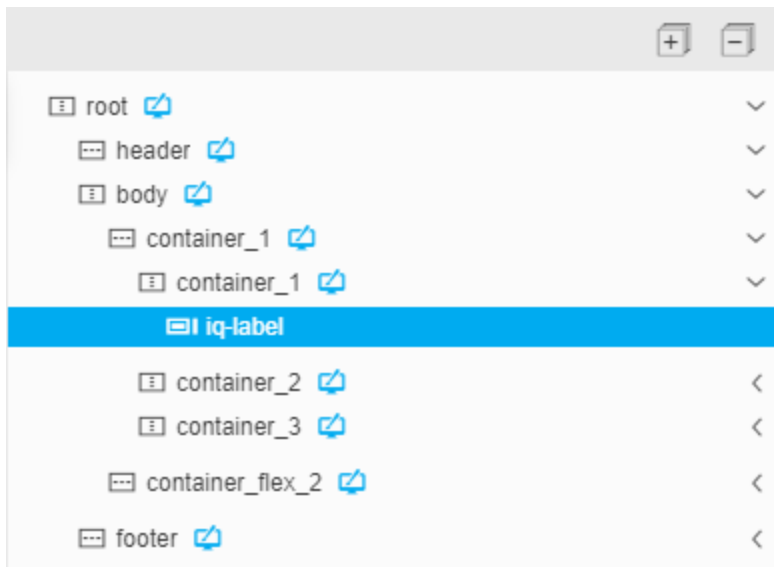 root
header
body
container_1
container_1
iq-label
container_2
container_3
container_flex_2
footer